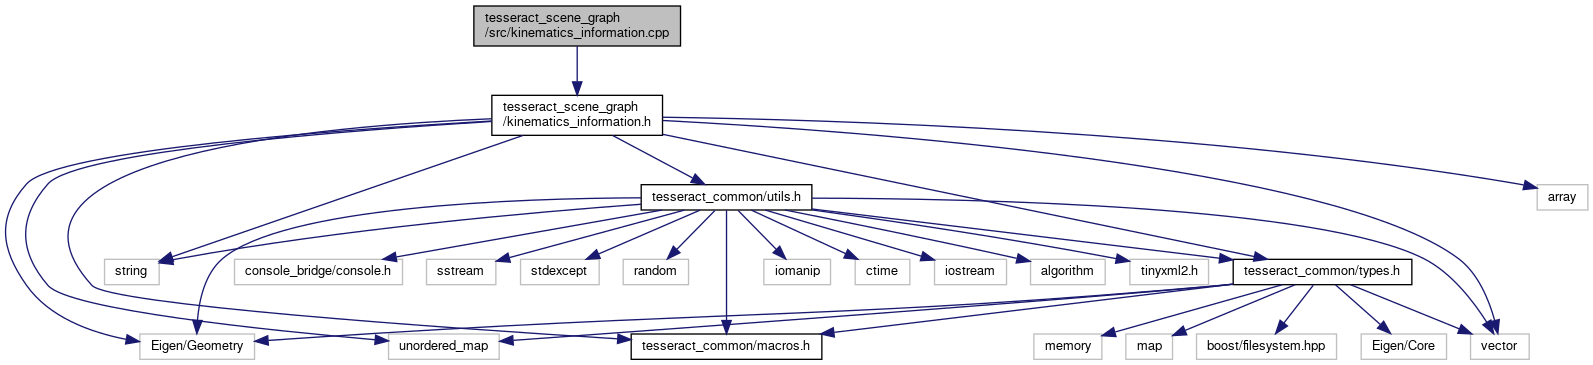 tesseract_scene_graph
/src/kinematics_information.cpp
tesseract_scene_graph
/kinematics_information.h
tesseract_common/utils.h
array
string
console_bridge/console.h
sstream
stdexcept
random
iomanip
ctime
iostream
algorithm
tinyxml2.h
tesseract_common/types.h
Eigen/Geometry
unordered_map
tesseract_common/macros.h
memory
map
boost/filesystem.hpp
Eigen/Core
vector